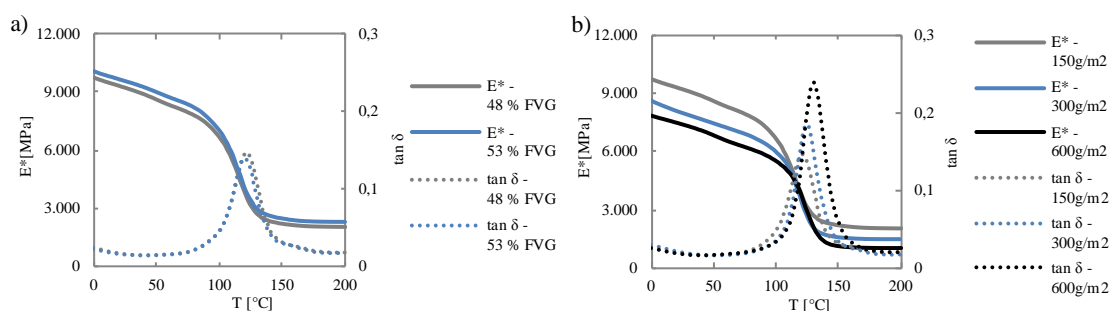 a)
E*[MPa]
12.000
9.000
6.000
3.000
0
0
50
100
150
200
T [°C]
0,3
0,2
0,1
0
tan δ
E* -
48 % FVG
E* -
53 % FVG
tan δ -
48 % FVG
tan δ -
53 % FVG
b)
E*[MPa]
12.000
9.000
6.000
3.000
0
0
50
100
150
200
T [°C]
0,3
0,2
0,1
0
tan δ
E* -
150g/m2
E* -
300g/m2
E* -
600g/m2
tan δ -
150g/m2
tan δ -
300g/m2
tan δ -
600g/m2